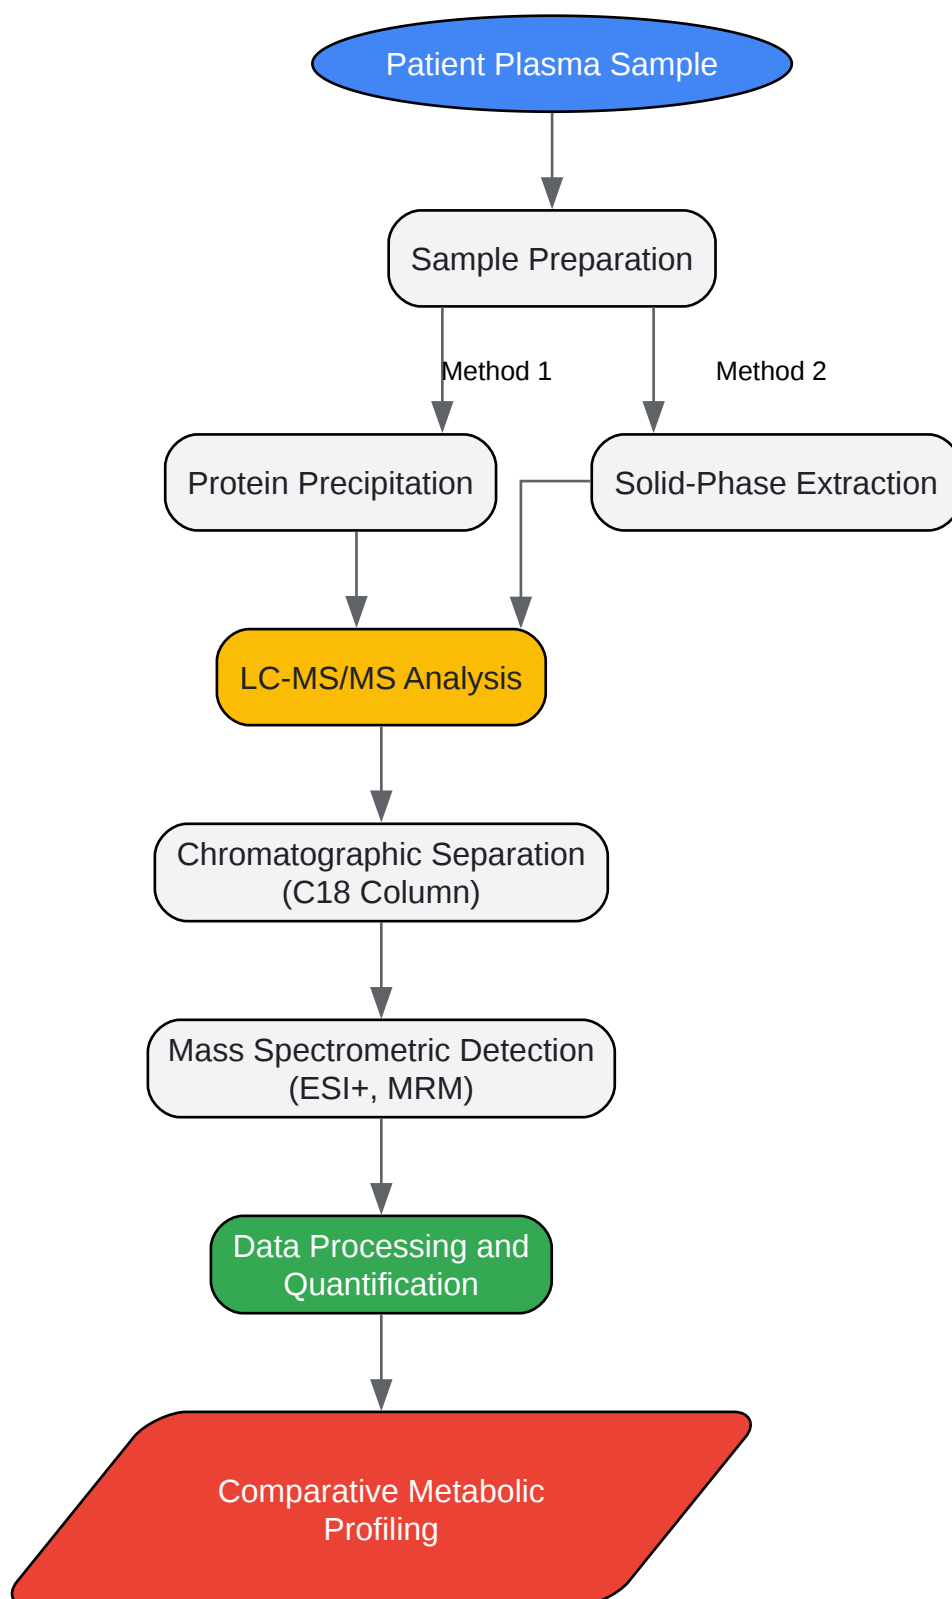 Patient Plasma Sample
Sample Preparation
Method 1
Method 2
Protein Precipitation
Solid-Phase Extraction
LC-MS/MS Analysis
Chromatographic Separation
(C18 Column)
Mass Spectrometric Detection
(ESI+, MRM)
Data Processing and
Quantification
Comparative Metabolic
Profiling